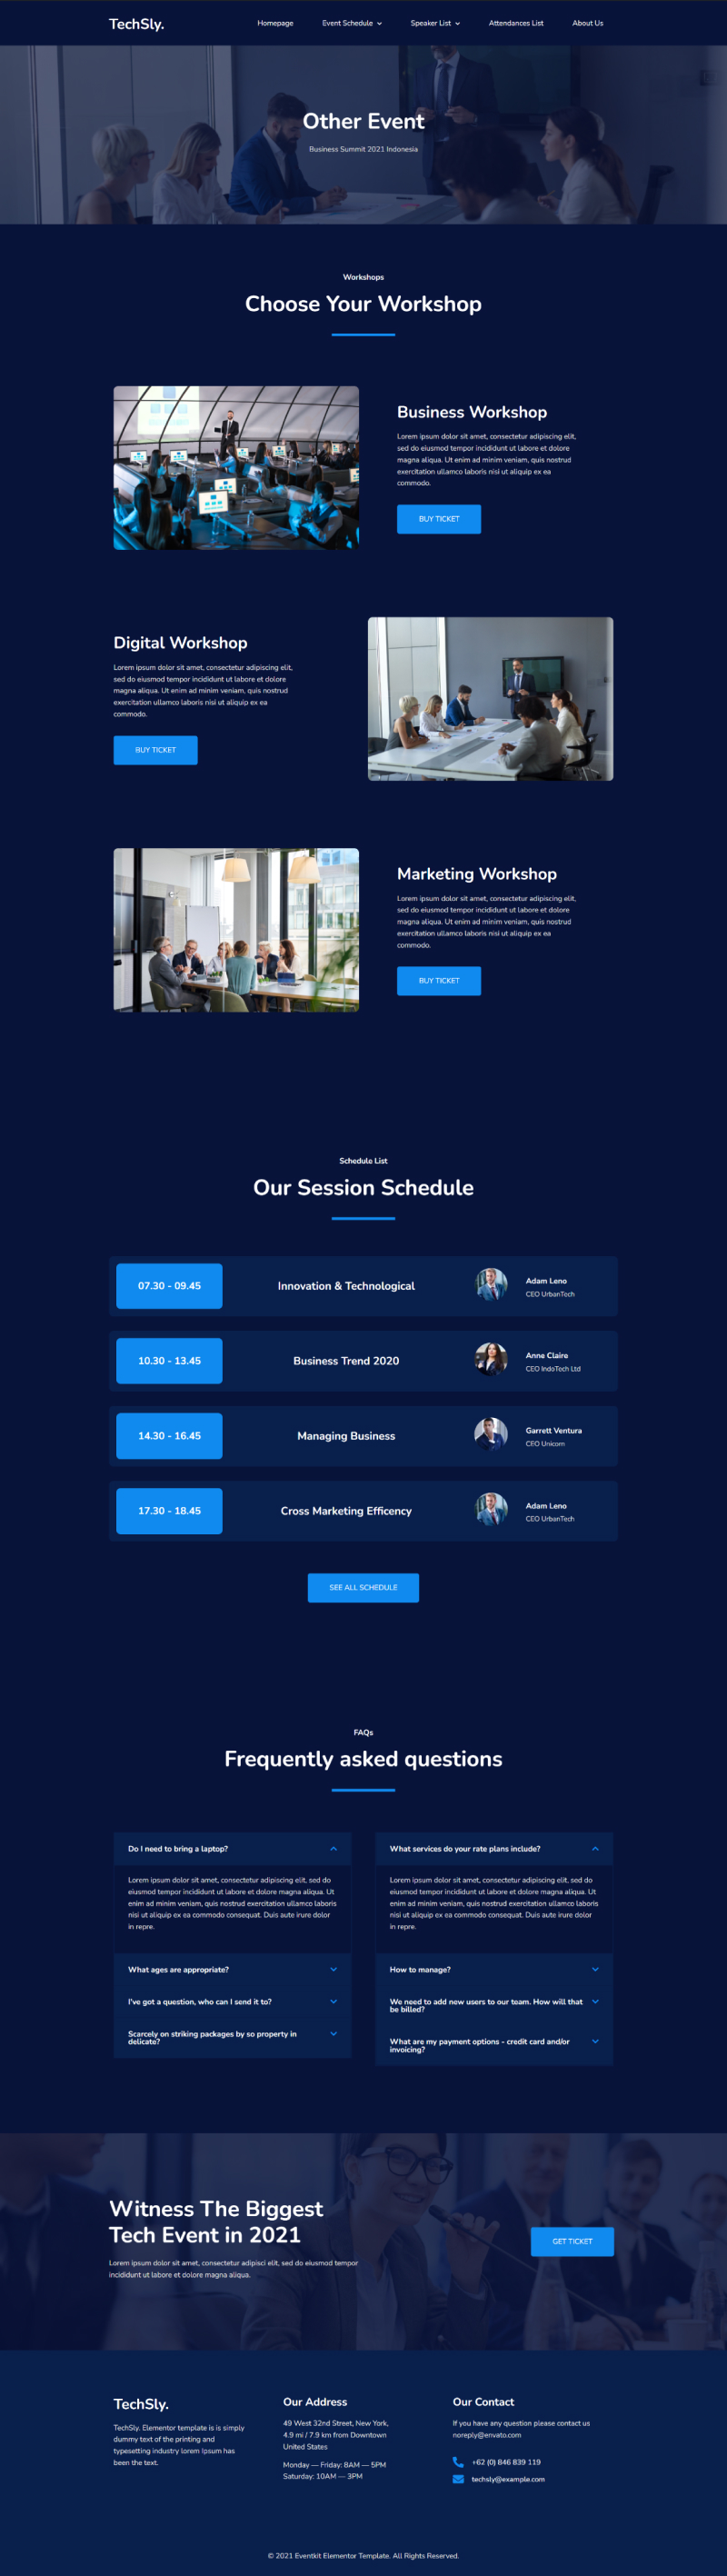 TechSly.
Homepage
Event Schedule
Speaker List
Attendances List
About Us
Other Event
Business Summit 2021 Indonesia
Workshops
Choose Your Workshop
Business Workshop
Lorem ipsum dolor sit amet, consectetur adipiscing elit,
sed do eiusmod tempor incididunt ut labore et dolore
magna aliqua. Ut enim ad minim veniam, quis nostrud
exercitation ullamco laboris nisi ut aliquip ex ea
commodo.
BUY TICKET
Digital Workshop
Lorem ipsum dolor sit amet, consectetur adipiscing elit,
sed do eiusmod tempor incididunt ut labore et dolore
magna aliqua. Ut enim ad minim veniam, quis nostrud
exercitation ullamco laboris nisi ut aliquip ex ea
commodo.
BUY TICKET
Marketing Workshop
Lorem ipsum dolor sit amet, consectetur adipiscing elit,
sed do eiusmod tempor incididunt ut labore et dolore
magna aliqua. Ut enim ad minim veniam, quis nostrud
exercitation ullamco laboris nisi ut aliquip ex ea
commodo.
BUY TICKET
Schedule List
Our Session Schedule
07.30 - 09.45
Innovation & Technological
Adam Leno
CEO UrbanTech
10.30 - 13.45
Business Trend 2020
Anne Claire
CEO IndoTech Ltd
14.30 - 16.45
Managing Business
Garrett Ventura
CEO Unicorn
17.30 - 18.45
Cross Marketing Efficency
Adam Leno
CEO UrbanTech
SEE ALL SCHEDULE
FAQs
Frequently asked questions
Do I need to bring a laptop?
Lorem ipsum dolor sit amet, consectetur adipiscing elit, sed do
eiusmod tempor incididunt ut labore et dolore magna aliqua. Ut
enim ad minim veniam, quis nostrud exercitation ullamco laboris
nisi ut aliquip ex ea commodo consequat. Duis aute irure dolor
in repre.
What ages are appropriate?
I've got a question, who can I send it to?
Scarcely on striking packages by so property in
delicate?
What services do your rate plans include?
Lorem ipsum dolor sit amet, consectetur adipiscing elit, sed do
eiusmod tempor incididunt ut labore et dolore magna aliqua. Ut
enim ad minim veniam, quis nostrud exercitation ullamco laboris
nisi ut aliquip ex ea commodo consequat. Duis aute irure dolor
in repre.
How to manage?
We need to add new users to our team. How will that
be billed?
What are my payment options - credit card and/or
invoicing?
Witness The Biggest
Tech Event in 2021
Lorem ipsum dolor sit amet, consectetur adipisci elit, sed do eiusmod tempor
incididunt ut labore et dolore magna aliqua.
GET TICKET
TechSly.
TechSly. Elementor template is is simply
dummy text of the printing and
typesetting industry lorem Ipsum has
been the text.
Our Address
49 West 32nd Street, New York,
4.9 mi / 7.9 km from Downtown
United States
Monday — Friday: 8AM — 5PM
Saturday: 10AM — 3PM
Our Contact
If you have any question please contact us
noreply@envato.com
+62 (0) 846 839 119
techsly@example.com
© 2021 Eventkit Elementor Template. All Rights Reserved.